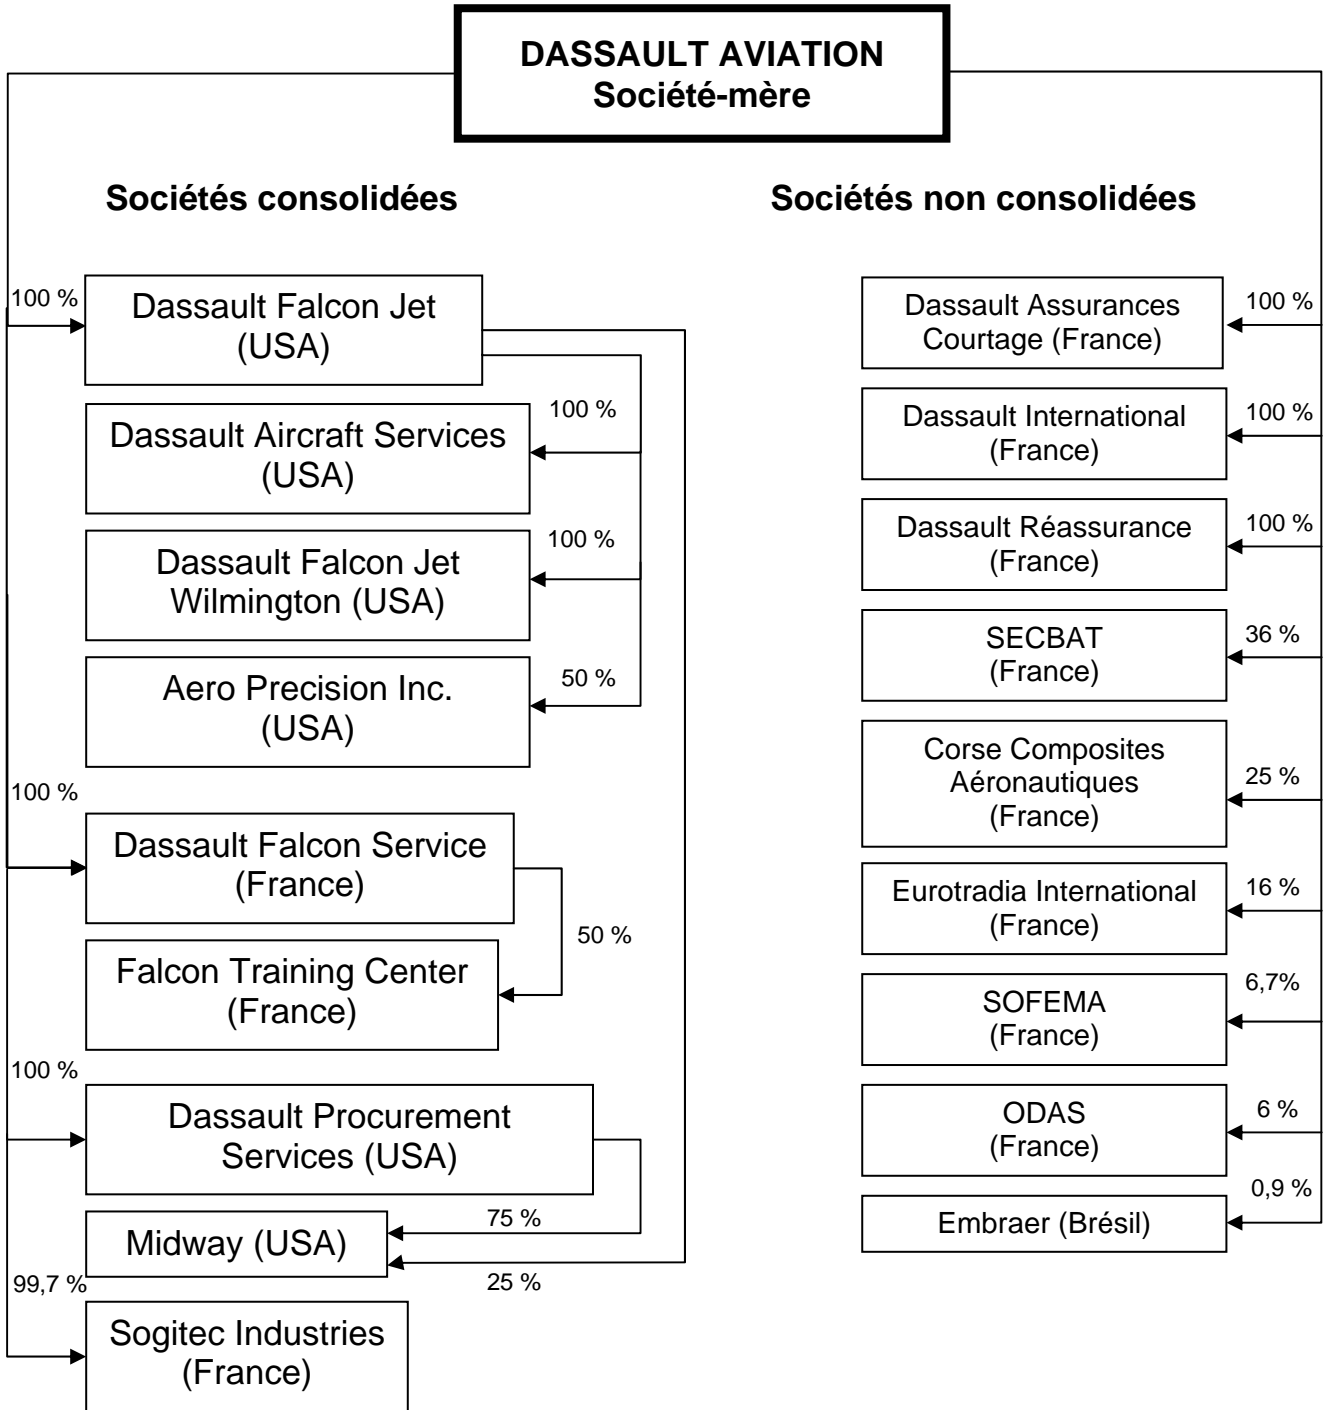 DASSAULT AVIATION
Société-mère
Sociétés consolidées
100 %
Dassault Falcon Jet
(USA)
100 %
Dassault Aircraft Services
(USA)
100 %
Dassault Falcon Jet
Wilmington (USA)
50 %
Aero Precision Inc.
(USA)
100 %
Dassault Falcon Service
(France)
50 %
Falcon Training Center
(France)
100 %
Dassault Procurement
Services (USA)
75 %
Midway (USA)
25 %
99,7 %
Sogitec Industries
(France)
Sociétés non consolidées
Dassault Assurances
Courtage (France)
100 %
Dassault International
(France)
100 %
Dassault Réassurance
(France)
100 %
SECBAT
(France)
36 %
Corse Composites
Aéronautiques
(France)
25 %
Eurotradia International
(France)
16 %
SOFEMA
(France)
6,7%
ODAS
(France)
6 %
Embraer (Brésil)
0,9 %